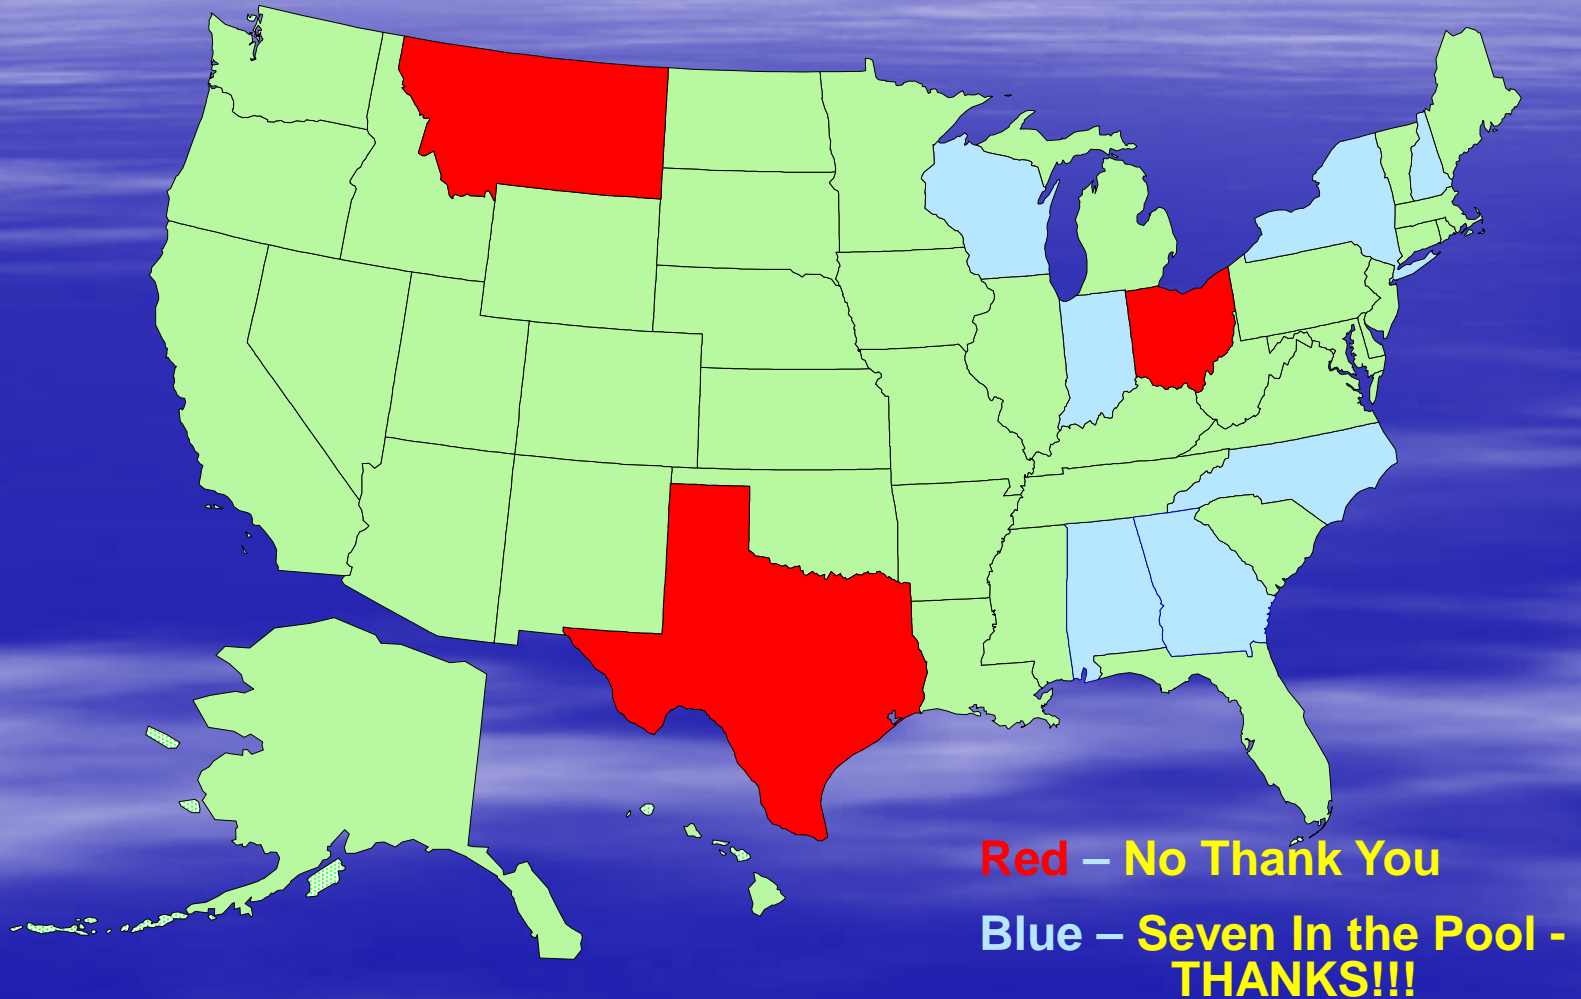 Red – No Thank You
Blue – Seven In the Pool -
THANKS!!!